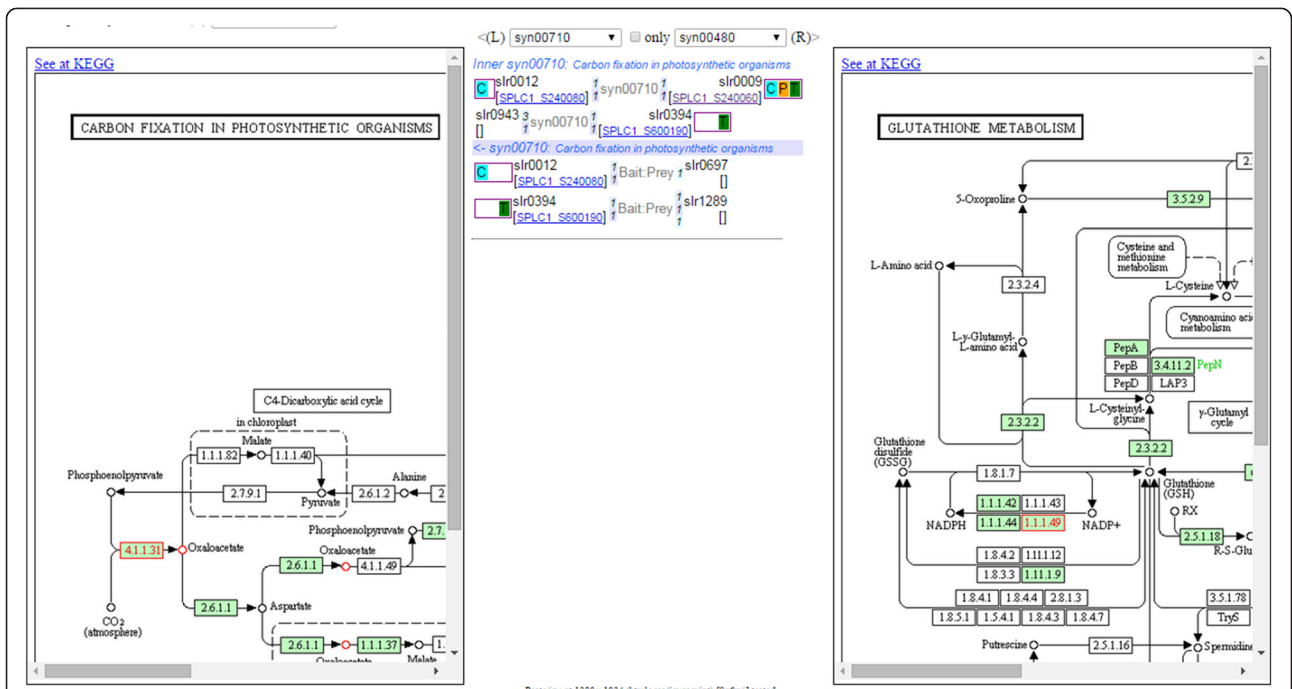 <(L) syn00710 ▼ only syn00480 ▼ (R)>
See at KEGG
CARBON FIXATION IN PHOTOSYNTHETIC ORGANISMS
C4-Dicarboxylic acid cycle
in chloroplast
Malate
1.1.1.82
1.1.1.40
Phosphoenolpyruvate
Alanine
2.7.9.1
Pyruvate
2.6.1.2
2
Phosphoenolpyruvate
2.7.
4.1.1.31
Oxaloacetate
Oxaloacetate
2.6.1.1
4.1.1.49
2.6.1.1
Aspartate
CO2
(atmosphere)
2.6.1.1
1.1.1.37
1.
Oxaloacetate
Malate
Inner syn00710: Carbon fixation in photosynthetic organisms
C slr0012 1 syn00710 1 slr0009 C P T
[SPLC1_S240080] 1 1 [SPLC1_S240060]
slr0943 3 syn00710 1 slr0394 T
[] 1 1 [SPLC1_S600190]
<- syn00710: Carbon fixation in photosynthetic organisms
C slr0012 1 Bait:Prey 1 slr0697
[SPLC1_S240080] 1 []
T slr0394 1 Bait:Prey 1 slr1289
[SPLC1_S600190] 1 1 []
1
See at KEGG
GLUTATHIONE METABOLISM
2.
5-Oxoproline
3.5.2.9
Cysteine and
methionine
metabolism
L-Amino acid
2.3.2.4
L-Cysteine
Cyanoamino acid
metabolism
L-γ-Glutamyl-
L-amino acid
PepA
PepB
3.4.11.2
PepN
PepD
LAP3
L-Cysteinyl-
glycine
2.3.2.2
γ-Glutamyl
cycle
2.3.2.2
Glutathione
disulfide
(GSSG)
1.8.1.7
Glutathione
(GSH)
1.1.1.42
1.1.1.43
NADPH
1.1.1.44
1.1.1.49
NADP+
RX
2.5.1.18
R-S-Glu
1.8.4.2
1.11.1.12
1.8.3.3
1.11.1.9
1.8.4.1
1.8.4.4
2.8.1.3
1.8.5.1
1.5.4.1
1.8.4.3
1.8.4.7
3.5.1.78
TryS
Putrescine
2.5.1.16
Spermidine